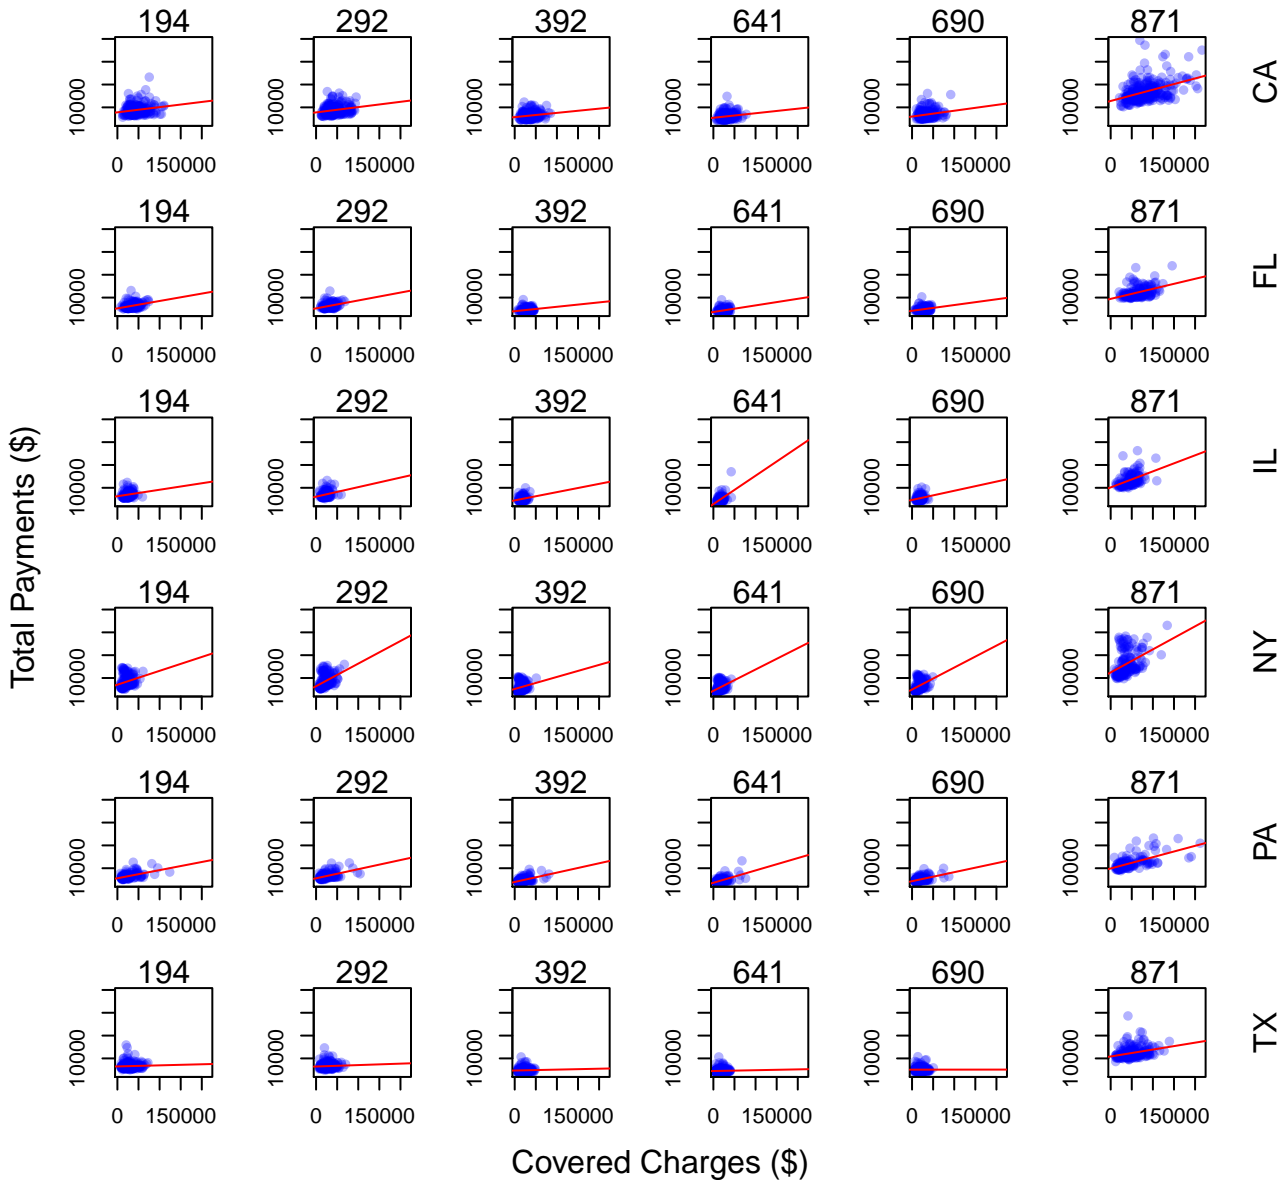 194 292 392 641 690 871
10000 10000 10000 10000 10000 10000 CA
0 150000 0 150000 0 150000 0 150000 0 150000 0 150000
194 292 392 641 690 871
10000 10000 10000 10000 10000 10000 FL
0 150000 0 150000 0 150000 0 150000 0 150000 0 150000
194 292 392 641 690 871
10000 10000 10000 10000 10000 10000 IL
0 150000 0 150000 0 150000 0 150000 0 150000 0 150000
Total Payments ($)
194 292 392 641 690 871
10000 10000 10000 10000 10000 10000 NY
0 150000 0 150000 0 150000 0 150000 0 150000 0 150000
194 292 392 641 690 871
10000 10000 10000 10000 10000 10000 PA
0 150000 0 150000 0 150000 0 150000 0 150000 0 150000
194 292 392 641 690 871
10000 10000 10000 10000 10000 10000 TX
0 150000 0 150000 0 150000 0 150000 0 150000 0 150000
Covered Charges ($)